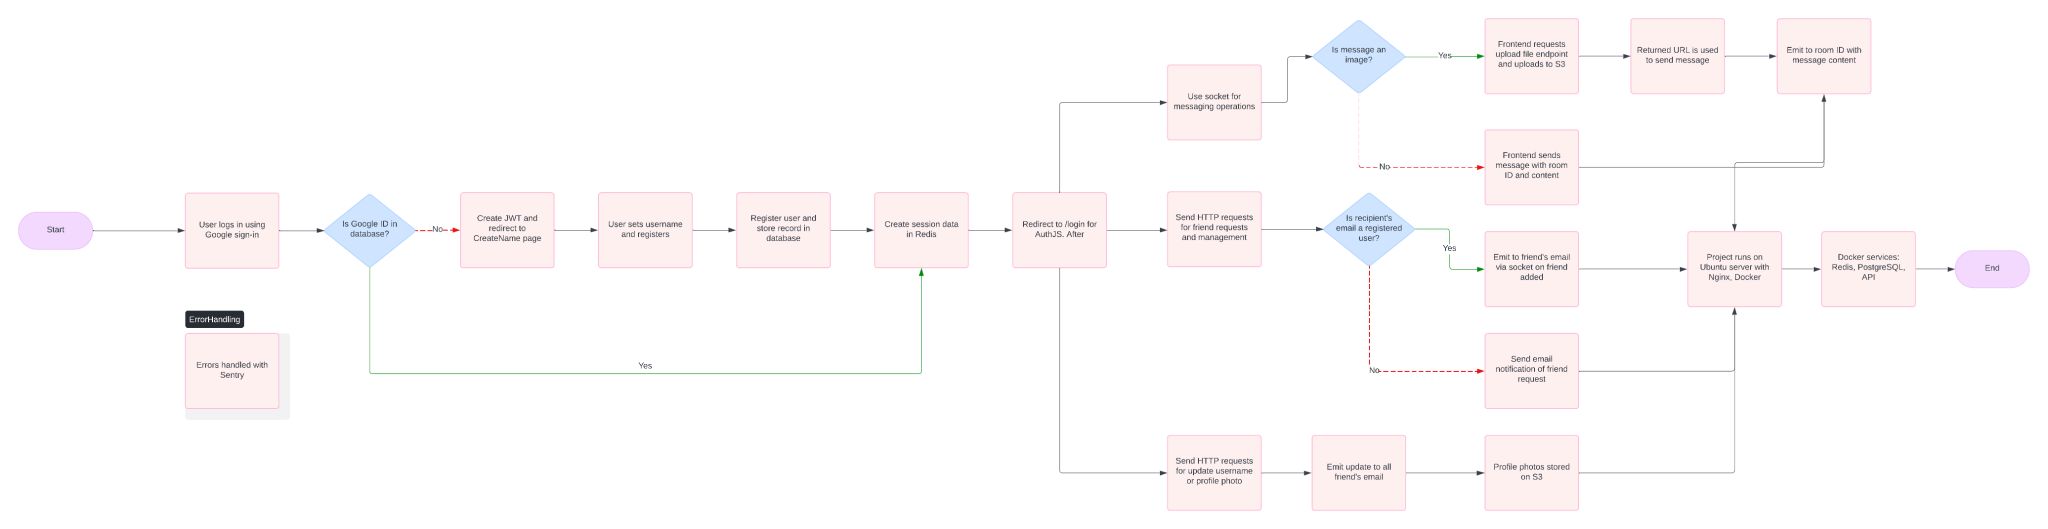 Start
User logs in using
Google sign-in
Is Google ID in
database?
No
Yes
Create JWT and
redirect to
CreateName page
User sets username
and registers
Register user and
store record in
database
Create session data
in Redis
Redirect to /login for
AuthJS. After
Use socket for
messaging operations
Is message an
image?
Yes
No
Frontend requests
upload file endpoint
and uploads to S3
Returned URL is used
to send message
Emit to room ID with
message content
Frontend sends
message with room
ID and content
Send HTTP requests
for friend requests
and management
Is recipient's
email a registered
user?
Yes
No
Emit to friend's email
via socket on friend
added
Send email
notification of friend
request
Send HTTP requests
for update username
or profile photo
Emit update to all
friend's email
Profile photos stored
on S3
Project runs on
Ubuntu server with
Nginx, Docker
Docker services:
Redis, PostgreSQL,
API
End
ErrorHandling
Errors handled with
Sentry